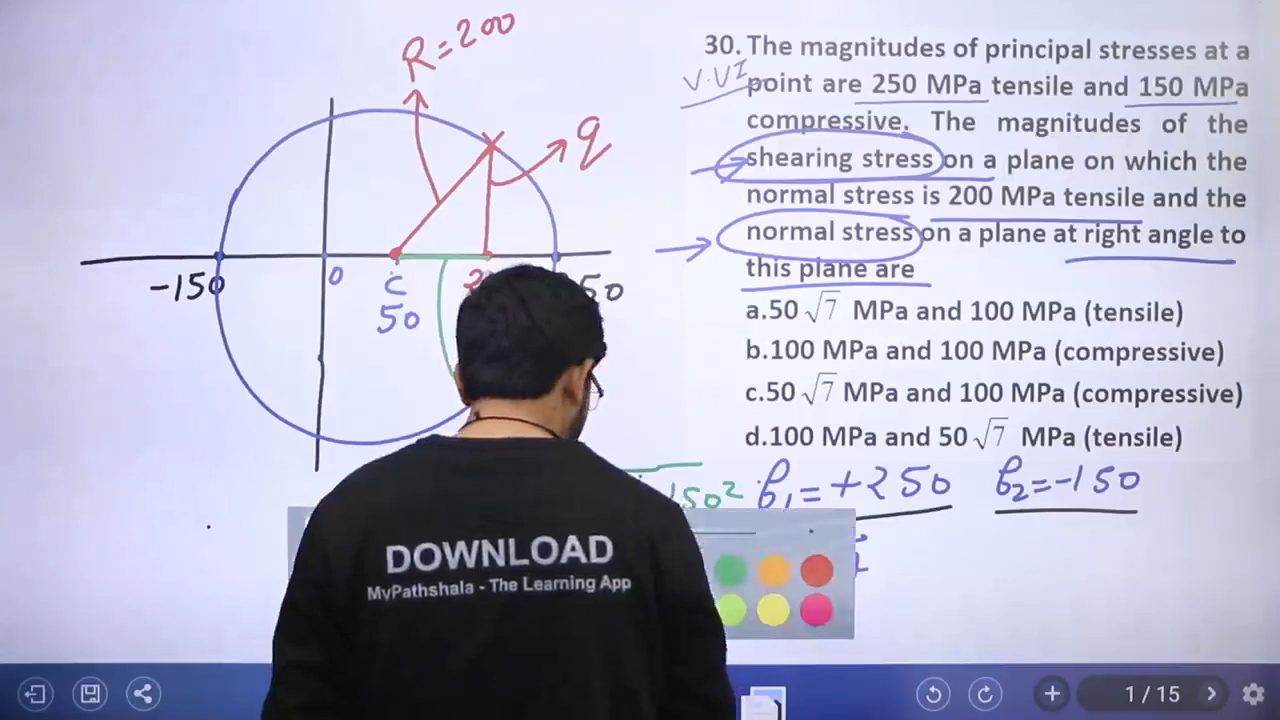 R=200
q
-150
0
C
50
30. The magnitudes of principal stresses at a
V.VI
point are 250 MPa tensile and 150 MPa
compressive. The magnitudes of the
shearing stress on a plane on which the
normal stress is 200 MPa tensile and the
normal stress on a plane at right angle to
this plane are
a.50 √7 MPa and 100 MPa (tensile)
b.100 MPa and 100 MPa (compressive)
c.50 √7 MPa and 100 MPa (compressive)
d.100 MPa and 50 √7 MPa (tensile)
150²
=+250
=-150
DOWNLOAD
MyPathshala - The Learning App
1 / 15